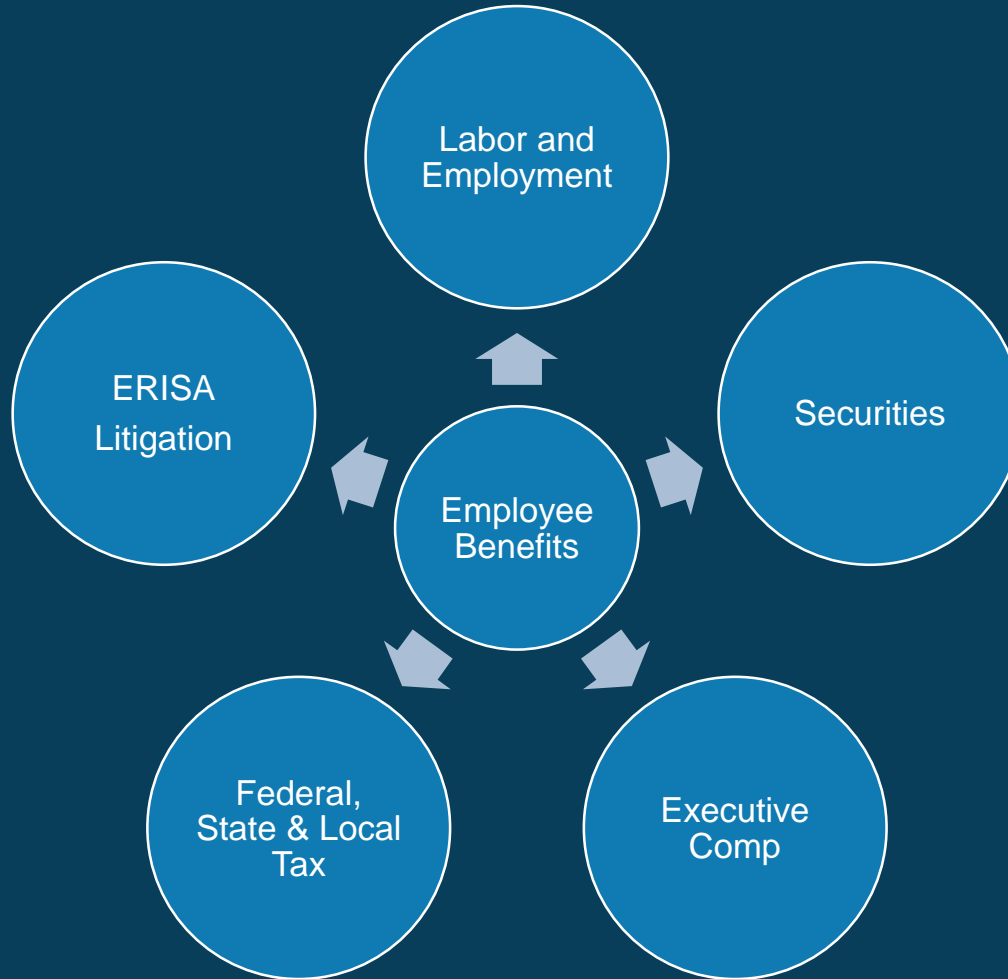 Labor and
Employment
ERISA
Litigation
Securities
Employee
Benefits
Federal,
State & Local
Tax
Executive
Comp